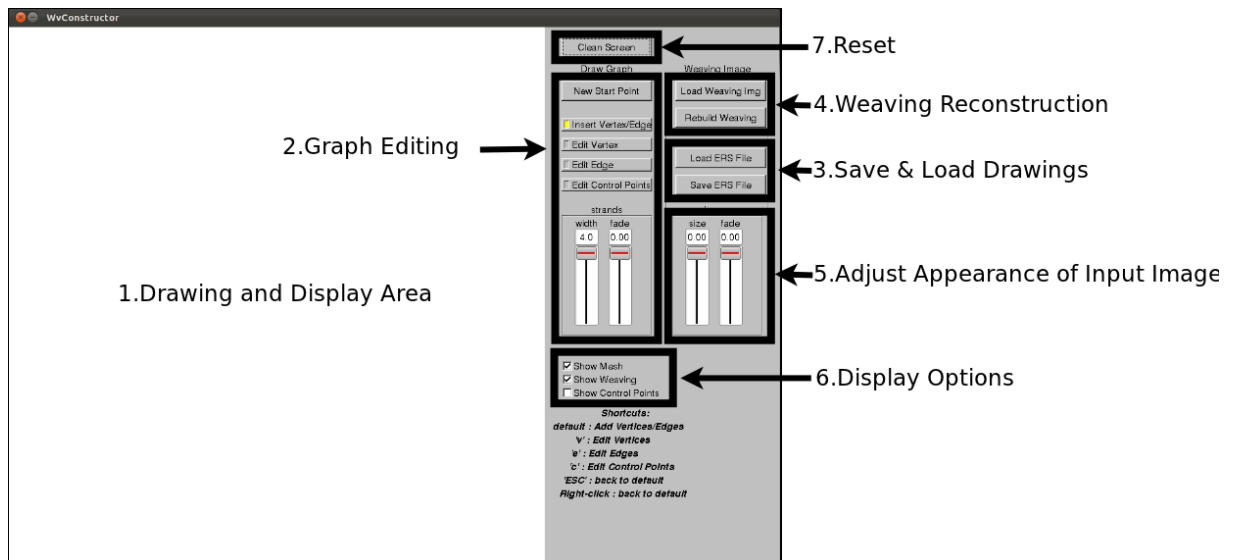 WvConstructor
Clean Screen
7.Reset
Draw Graph
Weaving Image
New Start Point
Load Weaving Img
4.Weaving Reconstruction
Rebuild Weaving
Insert Vertex/Edge
2.Graph Editing
Edit Vertex
Edit Edge
Edit Control Points
Load ERS File
3.Save & Load Drawings
Save ERS File
strands
width fade
4.0 0.00
size fade
0.00 0.00
5.Adjust Appearance of Input Image
1.Drawing and Display Area
Show Mesh
Show Weaving
Show Control Points
6.Display Options
Shortcuts:
default : Add Vertices/Edges
'v' : Edit Vertices
'e' : Edit Edges
'c' : Edit Control Points
'ESC' : back to default
Right-click : back to default